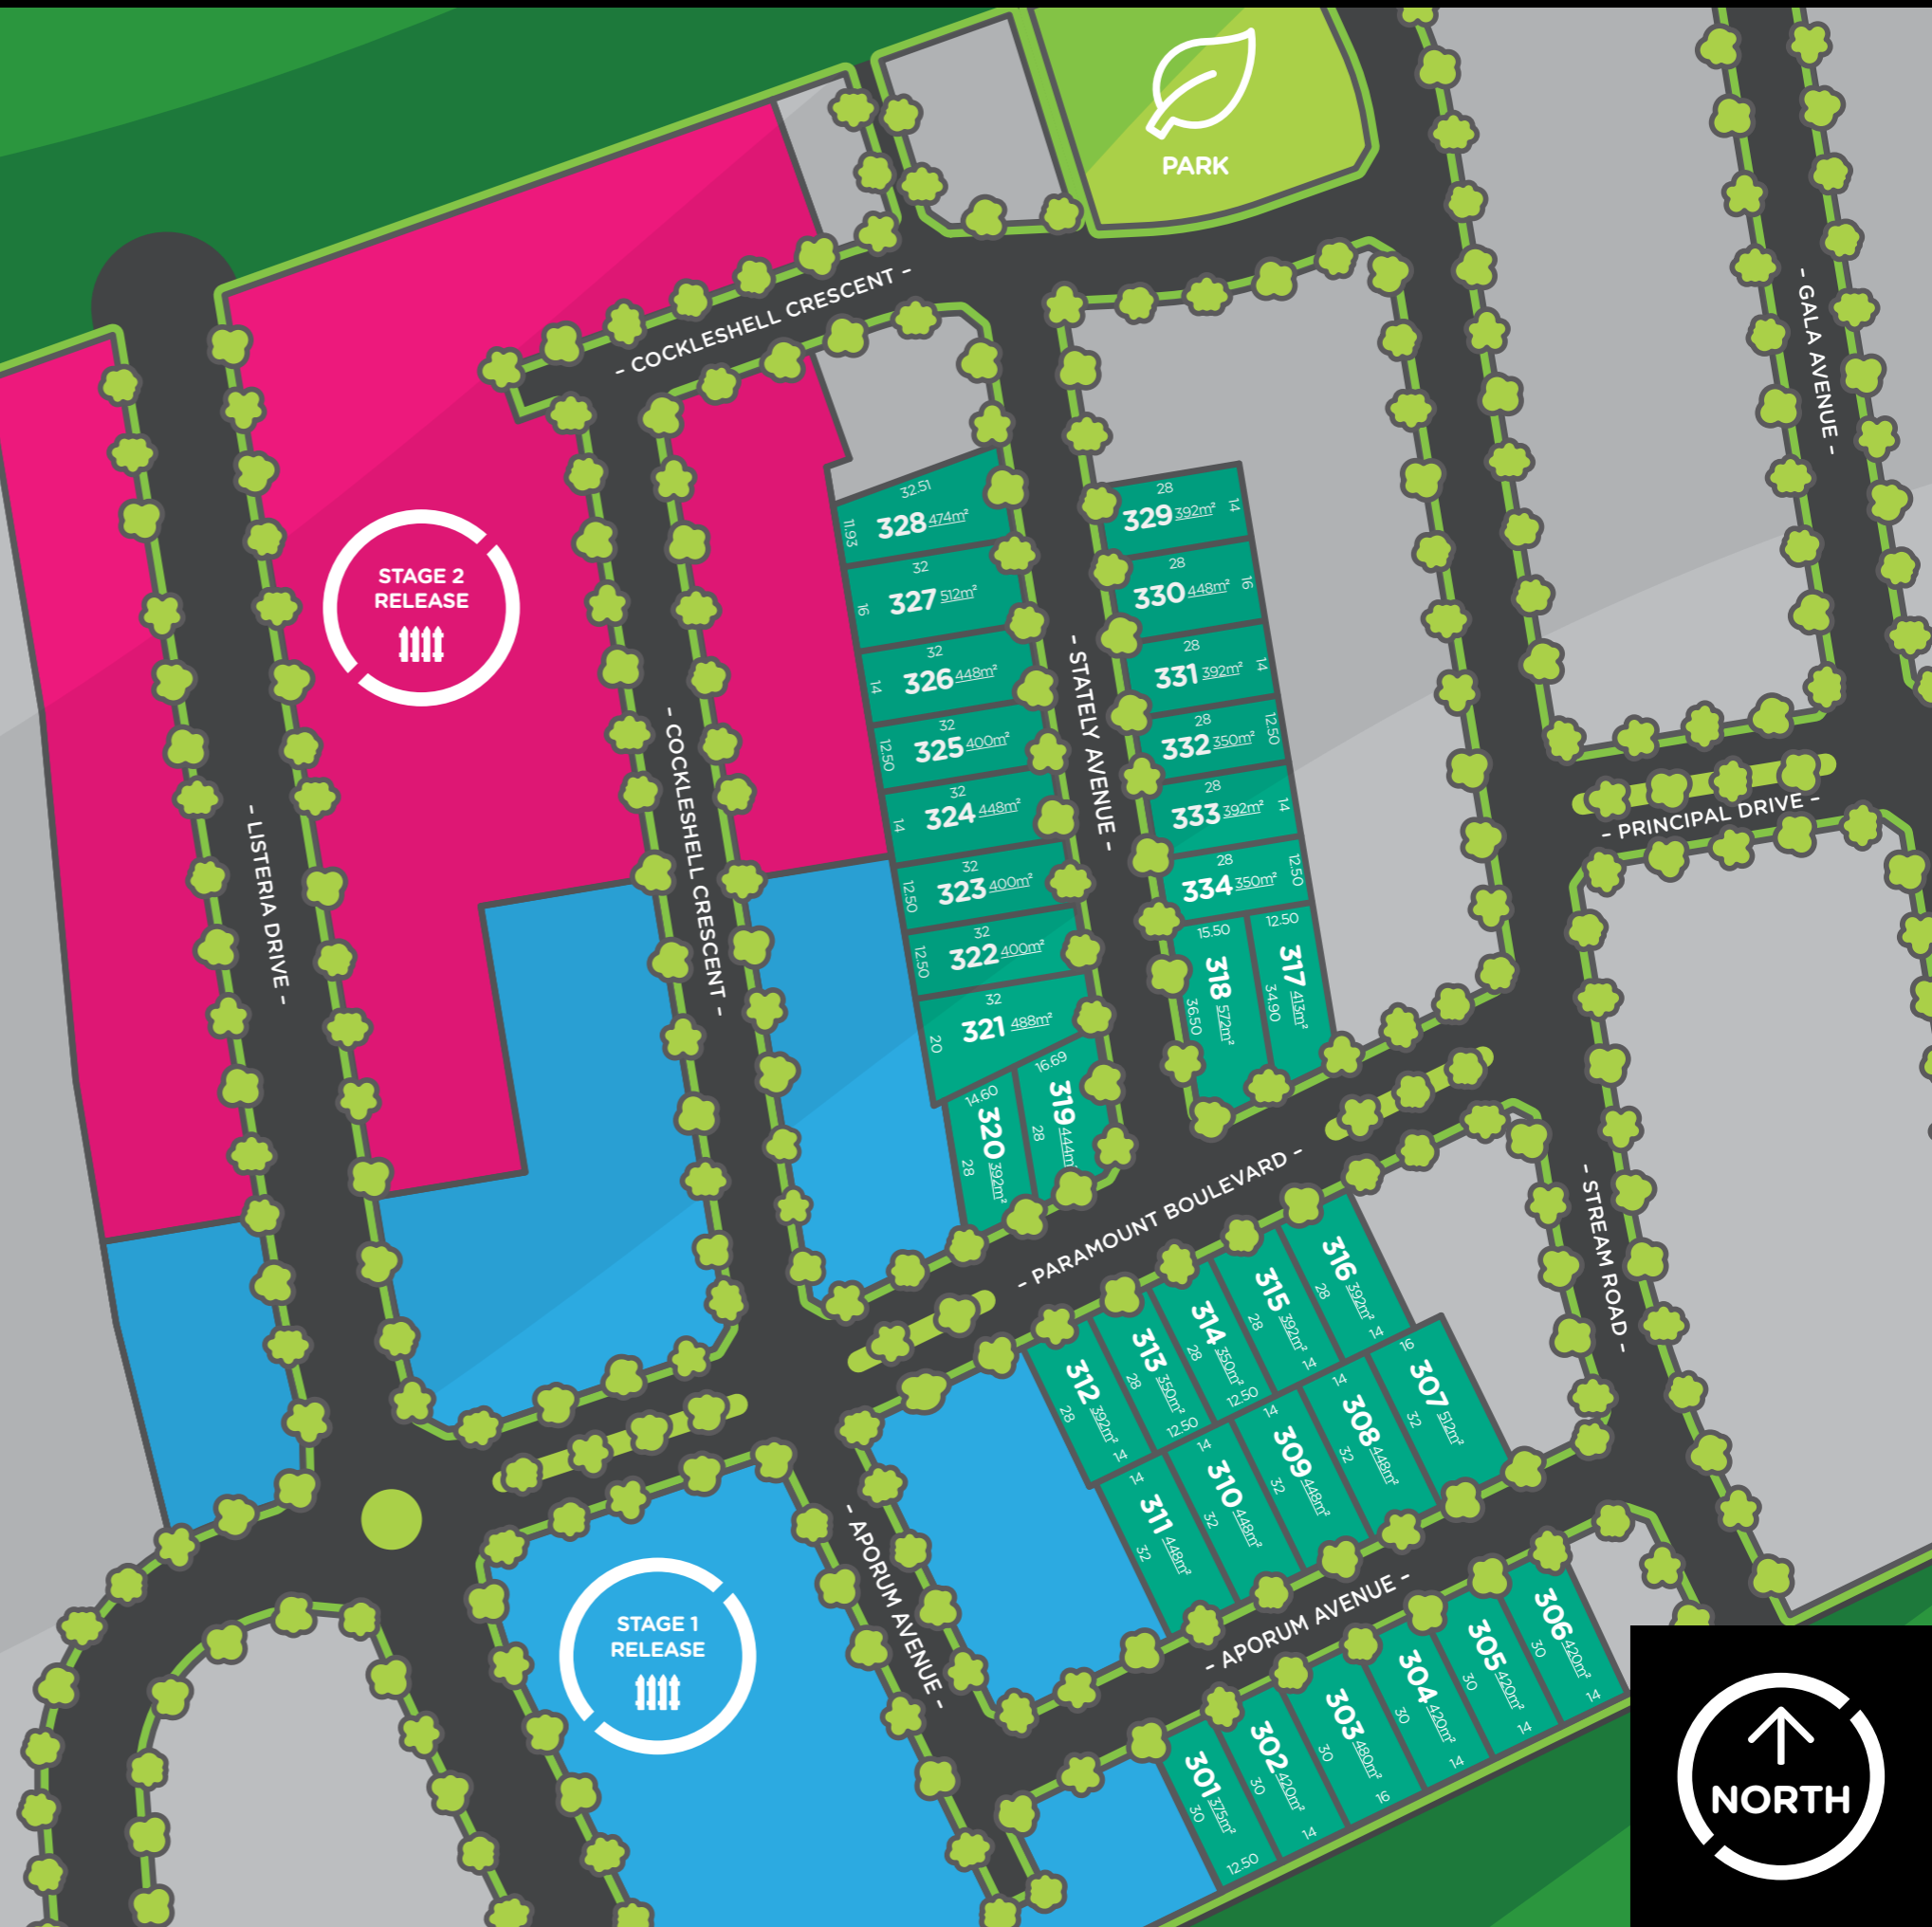 PARK
- COCKLESHELL CRESCENT -
- GALA AVENUE -
STAGE 2
RELEASE
32.51
11.93
328 474m²
32
16
327 512m²
32
14
326 448m²
32
12.50
325 400m²
32
14
324 448m²
32
12.50
323 400m²
32
12.50
322 400m²
32
20
321 488m²
14.60
320 392m²
28
16.69
319 444m²
28
- STATELY AVENUE -
28
329 392m²
14
28
330 448m²
16
28
331 392m²
14
28
332 350m²
12.50
28
333 392m²
14
28
334 350m²
12.50
15.50
318 572m²
36.50
12.50
317 413m²
34.90
- PRINCIPAL DRIVE -
- LISTERIA DRIVE -
- COCKLESHELL CRESCENT -
- PARAMOUNT BOULEVARD -
- STREAM ROAD -
312 392m²
28
14
313 350m²
28
12.50
314 350m²
28
12.50
315 392m²
28
14
316 392m²
28
14
16
307 512m²
32
14
308 448m²
32
14
309 448m²
32
14
310 448m²
32
14
311 448m²
32
- APORUM AVENUE -
- APORUM AVENUE -
STAGE 1
RELEASE
301 375m²
30
12.50
302 420m²
30
14
303 480m²
30
16
304 420m²
30
14
305 420m²
30
14
306 420m²
30
14
NORTH